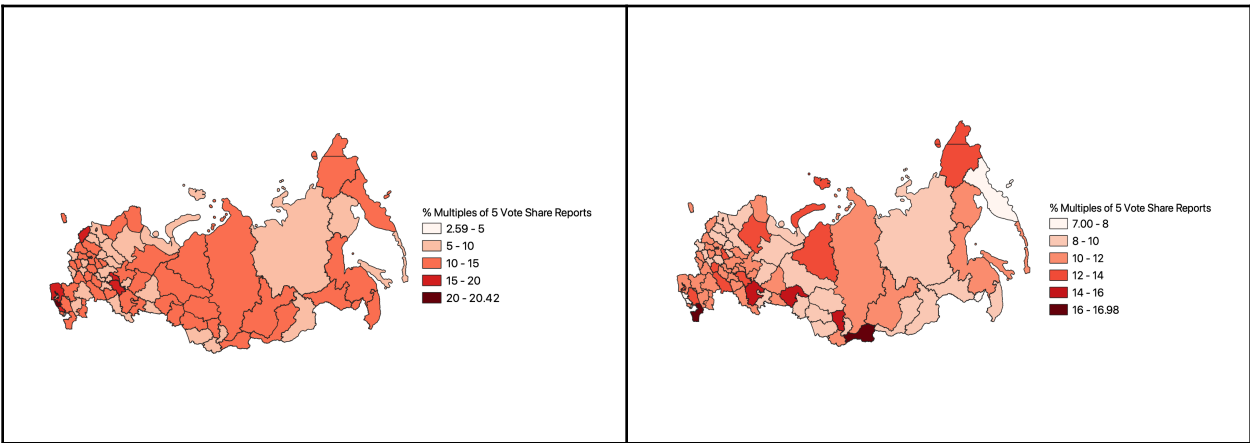 % Multiples of 5 Vote Share Reports
2.59 - 5
5 - 10
10 - 15
15 - 20
20 - 20.42
% Multiples of 5 Vote Share Reports
7.00 - 8
8 - 10
10 - 12
12 - 14
14 - 16
16 - 16.98